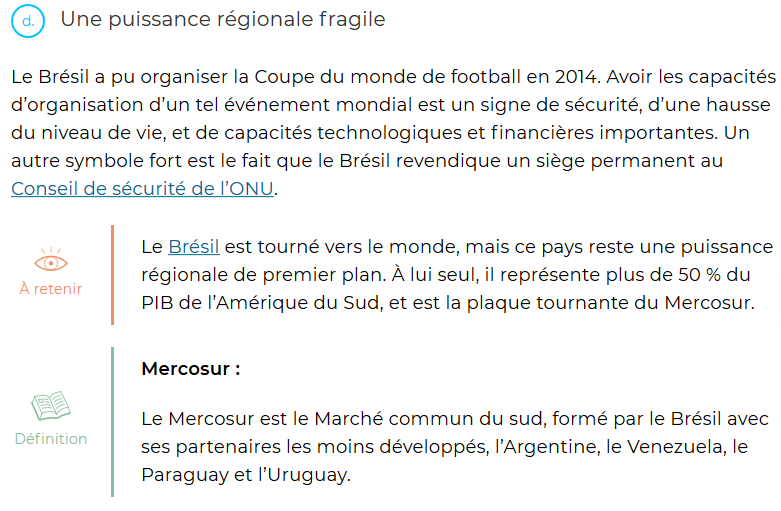 d. Une puissance régionale fragile
Le Brésil a pu organiser la Coupe du monde de football en 2014. Avoir les capacités
d’organisation d’un tel événement mondial est un signe de sécurité, d’une hausse
du niveau de vie, et de capacités technologiques et financières importantes. Un
autre symbole fort est le fait que le Brésil revendique un siège permanent au
Conseil de sécurité de l’ONU.
À retenir
Le Brésil est tourné vers le monde, mais ce pays reste une puissance
régionale de premier plan. À lui seul, il représente plus de 50 % du
PIB de l’Amérique du Sud, et est la plaque tournante du Mercosur.
Définition
Mercosur :
Le Mercosur est le Marché commun du sud, formé par le Brésil avec
ses partenaires les moins développés, l’Argentine, le Venezuela, le
Paraguay et l’Uruguay.